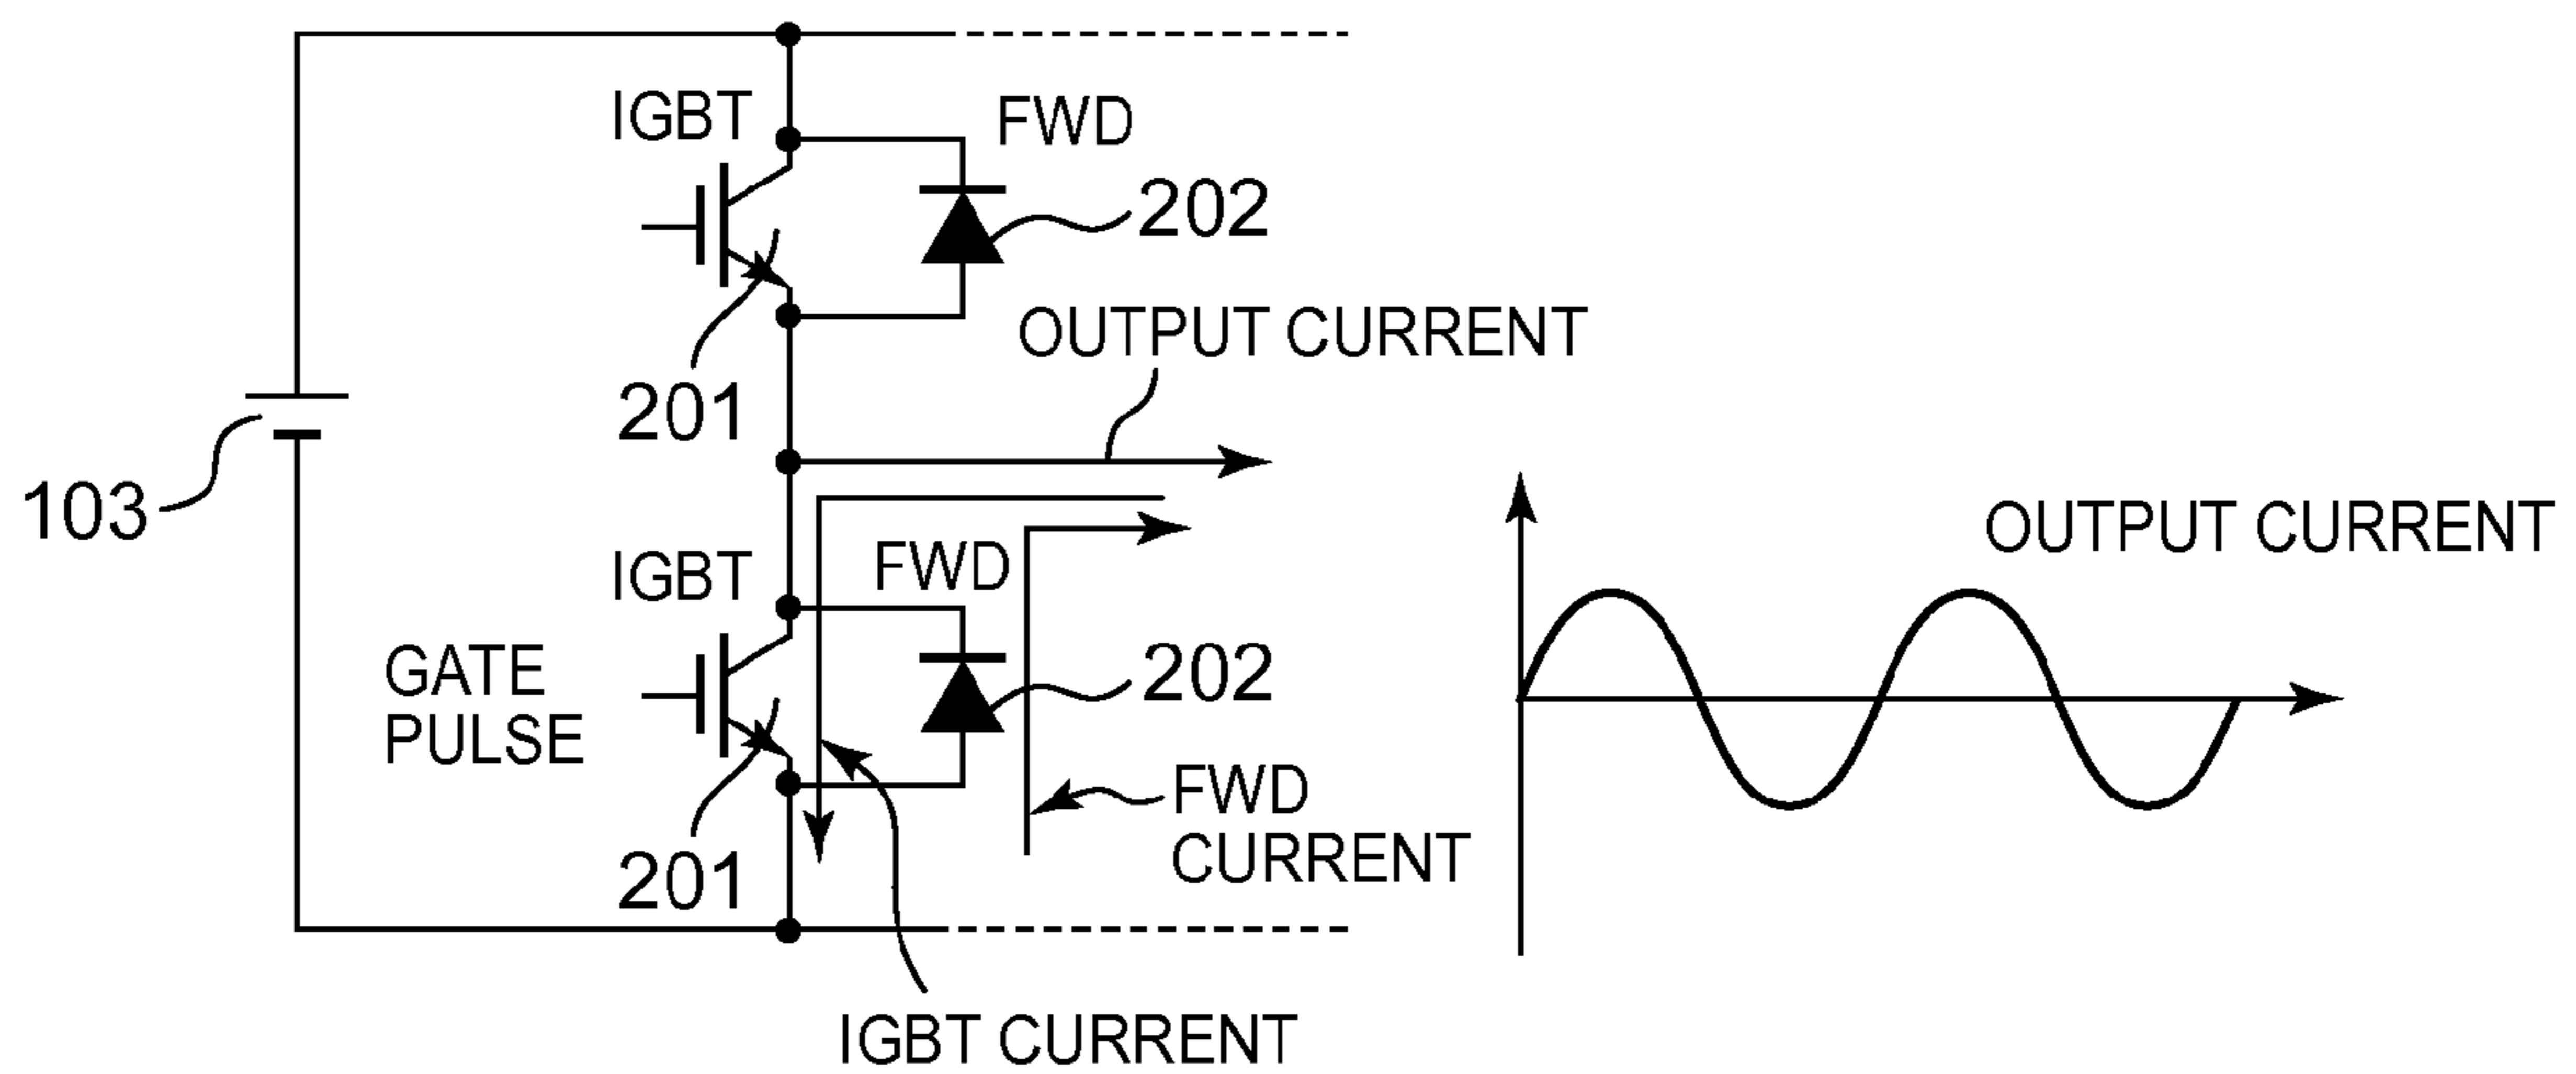 IGBT
FWD
202
201
OUTPUT CURRENT
103
IGBT
FWD
GATE
PULSE
202
201
FWD
CURRENT
IGBT CURRENT
OUTPUT CURRENT